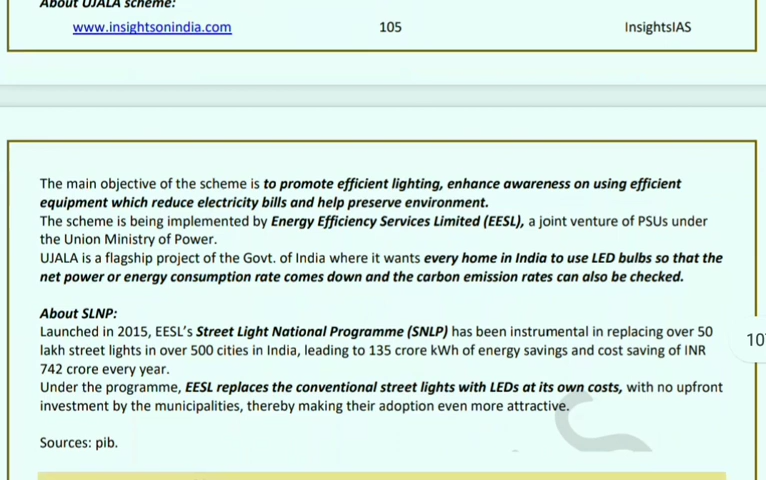 About UJALA scheme:
www.insightsonindia.com 105 InsightsIAS
The main objective of the scheme is to promote efficient lighting, enhance awareness on using efficient
equipment which reduce electricity bills and help preserve environment.
The scheme is being implemented by Energy Efficiency Services Limited (EESL), a joint venture of PSUs under
the Union Ministry of Power.
UJALA is a flagship project of the Govt. of India where it wants every home in India to use LED bulbs so that the
net power or energy consumption rate comes down and the carbon emission rates can also be checked.
About SLNP:
Launched in 2015, EESL’s Street Light National Programme (SNLP) has been instrumental in replacing over 50
lakh street lights in over 500 cities in India, leading to 135 crore kWh of energy savings and cost saving of INR
742 crore every year.
Under the programme, EESL replaces the conventional street lights with LEDs at its own costs, with no upfront
investment by the municipalities, thereby making their adoption even more attractive.
Sources: pib.